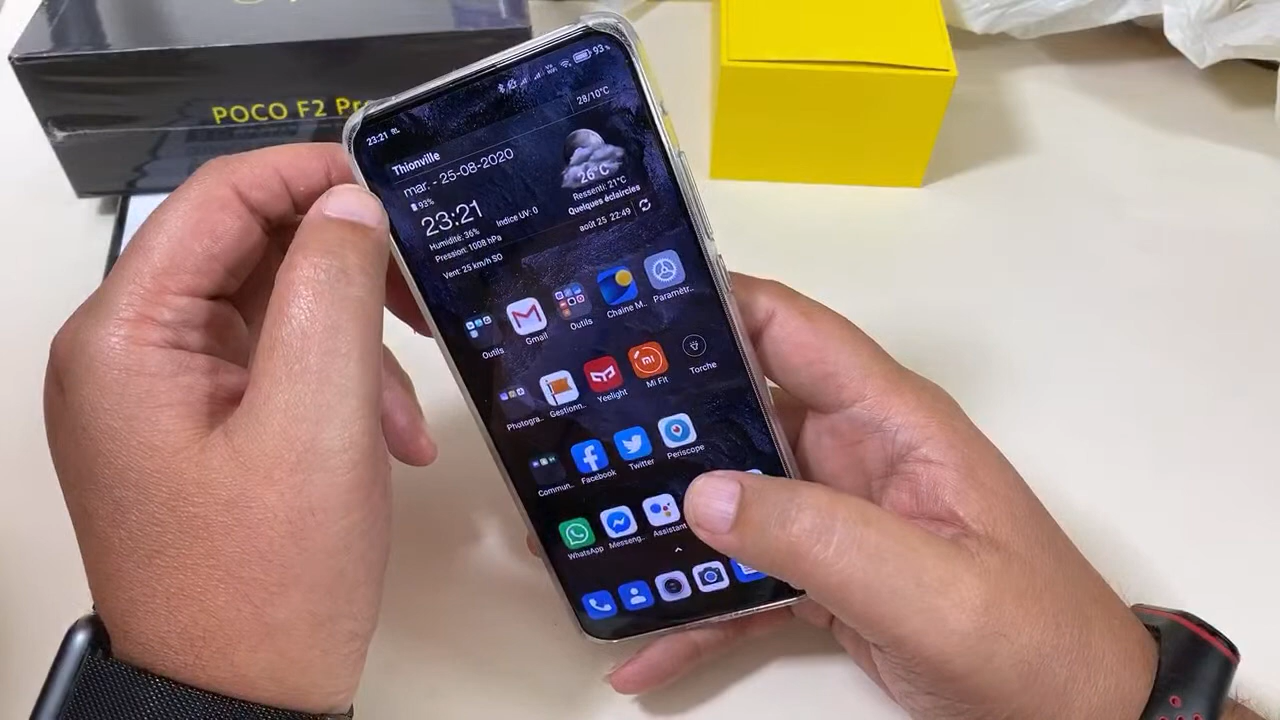 POCO F2 Pro
93%
23:21
28/10°C
Thionville
mar. - 25-08-2020
93%
26°C
23:21
Indice UV: 0
Ressenti: 21°C
Humidité: 36%
Quelques éclaircies
Pression: 1008 hPa
août 25 22:49
Vent: 25 km/h SO
Outils
Gmail
Outils
Chaîne M..
Paramètr..
Photogra..
Gestionn..
Yeelight
Mi Fit
Torche
Commun..
Facebook
Twitter
Periscope
WhatsApp
Messeng..
Assistant